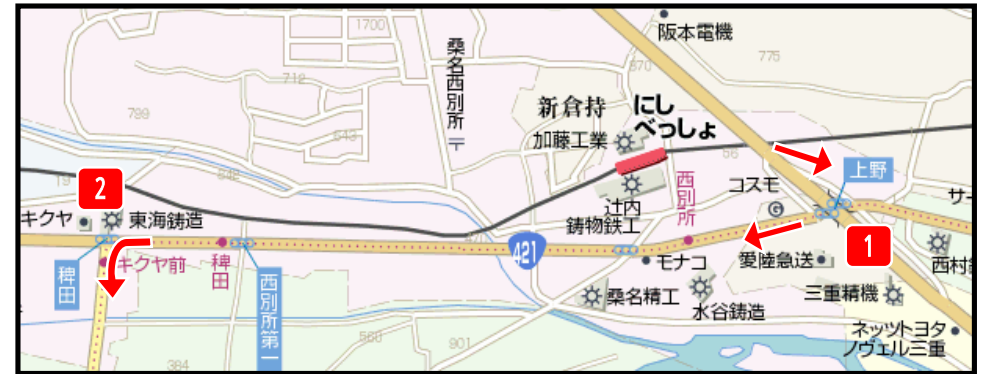 1700
阪本電機
775
桑名西別所
〒
870
712
799
新倉持
にし
べっしょ
加藤工業
543
56
上野
19
2
848
西別所
コスモ
サー
キクヤ
東海鋳造
辻内
鋳物鉄工
G
421
1
キクヤ前
稗田
稗田
西別所第一
モナコ
愛陸急送
西村
桑名精工
水谷鋳造
三重精機
ネッツトヨタ
ノヴェル三重
560
901
384